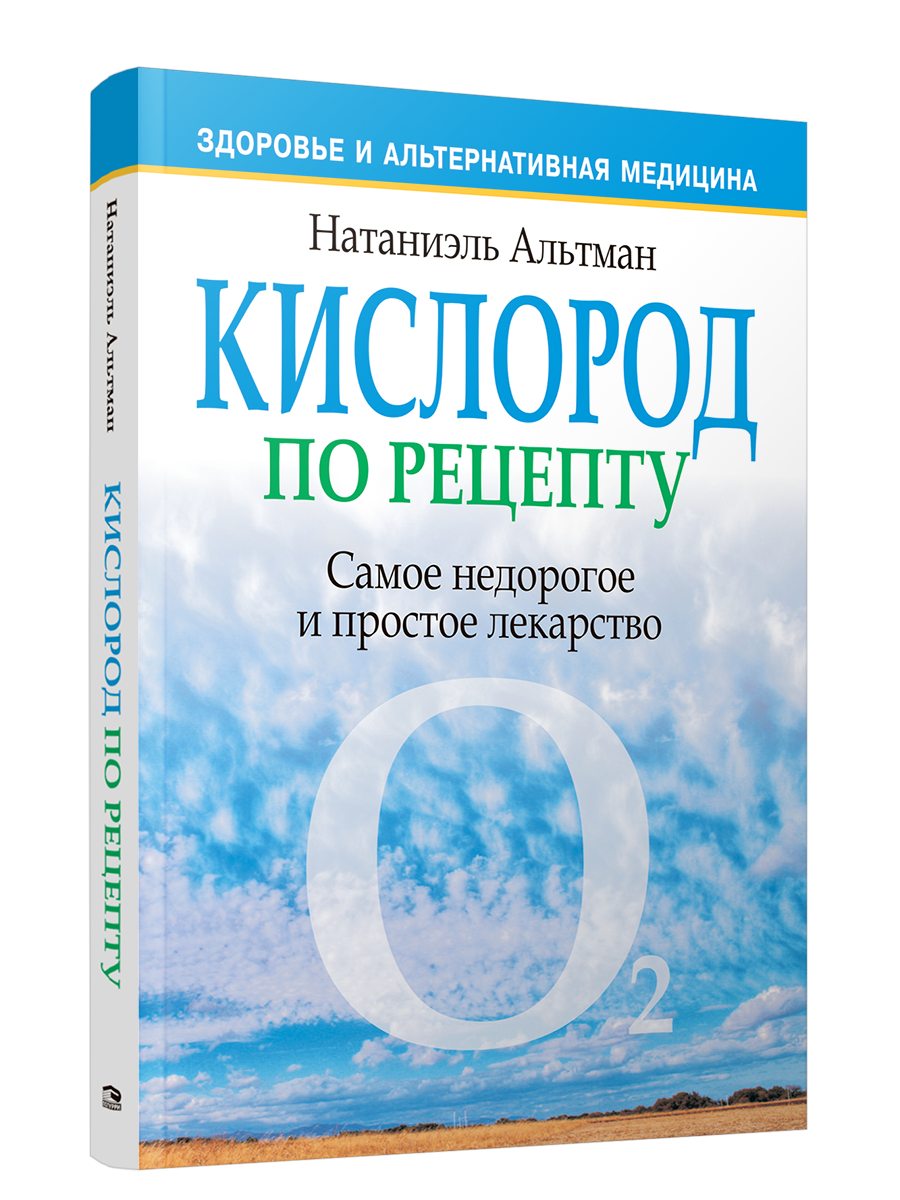 ЗДОРОВЬЕ И АЛЬТЕРНАТИВНАЯ МЕДИЦИНА
Натаниэль Альтман
КИСЛОРОД
ПО РЕЦЕПТУ
Самое недорогое
и простое лекарство
O2
Натаниэль Альтман
КИСЛОРОД ПО РЕЦЕПТУ